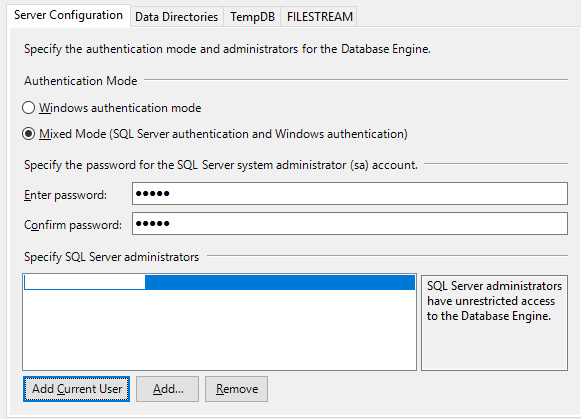 Server Configuration Data Directories TempDB FILESTREAM
Specify the authentication mode and administrators for the Database Engine.
Authentication Mode
Windows authentication mode
Mixed Mode (SQL Server authentication and Windows authentication)
Specify the password for the SQL Server system administrator (sa) account.
Enter password: ●●●●●
Confirm password: ●●●●●
Specify SQL Server administrators
SQL Server administrators
have unrestricted access
to the Database Engine.
Add Current User Add... Remove